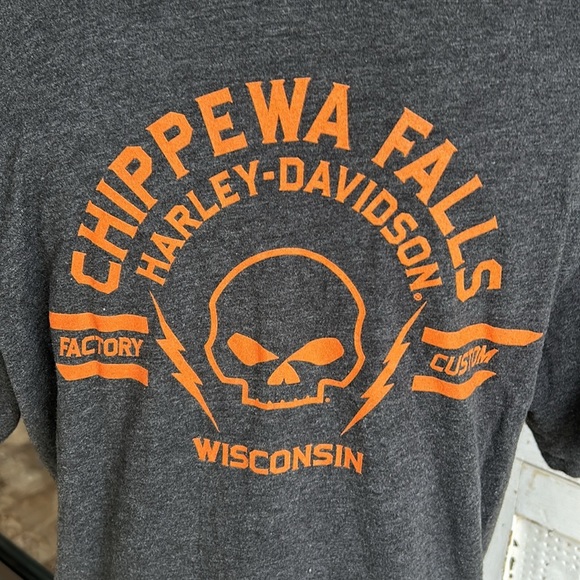 CHIPPEWA FALLS
HARLEY-DAVIDSON®
FACTORY
CUSTOM
WISCONSIN